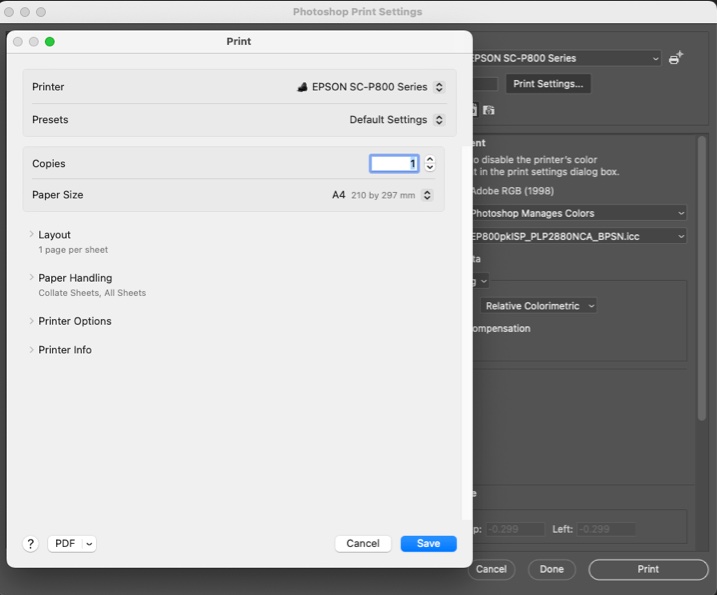 Photoshop Print Settings
Print
Printer EPSON SC-P800 Series
Presets Default Settings
Copies 1
Paper Size A4 210 by 297 mm
Layout
1 page per sheet
Paper Handling
Collate Sheets, All Sheets
Printer Options
Printer Info
? PDF Cancel Save
EPSON SC-P800 Series
Print Settings...
ent
o disable the printer's color
t in the print settings dialog box.
Adobe RGB (1998)
Photoshop Manages Colors
EP800pkISP_PLP2880NCA_BPSN.icc
ta
g
Relative Colorimetric
ompensation
e
p: -0.299 Left: -0.299
Cancel Done Print